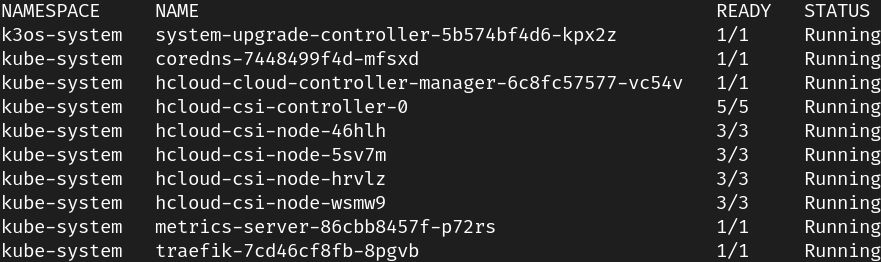 NAMESPACE     NAME                                               READY   STATUS
k3os-system   system-upgrade-controller-5b574bf4d6-kpx2z         1/1     Running
kube-system   coredns-7448499f4d-mfsxd                           1/1     Running
kube-system   hcloud-cloud-controller-manager-6c8fc57577-vc54v   1/1     Running
kube-system   hcloud-csi-controller-0                            5/5     Running
kube-system   hcloud-csi-node-46hlh                              3/3     Running
kube-system   hcloud-csi-node-5sv7m                              3/3     Running
kube-system   hcloud-csi-node-hrvlz                              3/3     Running
kube-system   hcloud-csi-node-wsmw9                              3/3     Running
kube-system   metrics-server-86cbb8457f-p72rs                    1/1     Running
kube-system   traefik-7cd46cf8fb-8pgvb                           1/1     Running